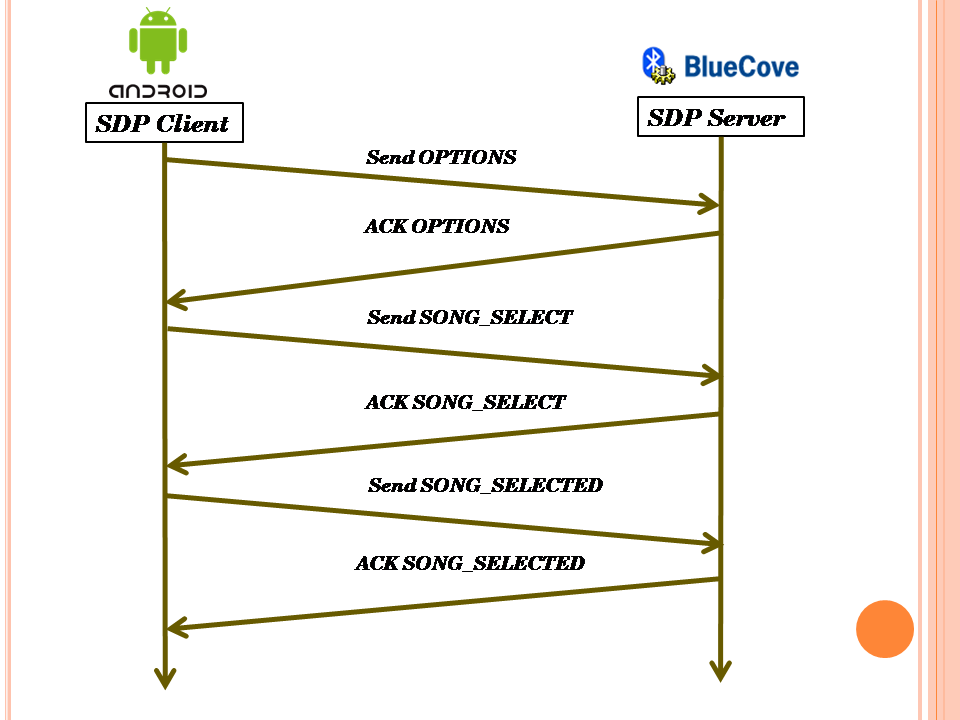 ANDROID
BlueCove
SDP Client
SDP Server
Send OPTIONS
ACK OPTIONS
Send SONG_SELECT
ACK SONG_SELECT
Send SONG_SELECTED
ACK SONG_SELECTED